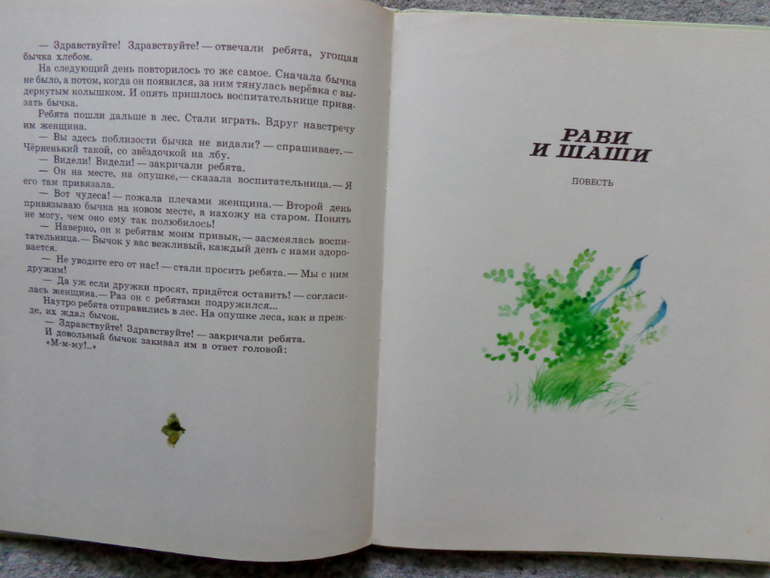 — Здравствуйте! Здравствуйте! — отвечали ребята, угощая
бычка хлебом.
На следующий день повторилось то же самое. Сначала бычка
не было, а потом, когда он появился, за ним тянулась верёвка с вы-
дернутым колышком. И опять пришлось воспитательнице привя-
зать бычка.
Ребята пошли дальше в лес. Стали играть. Вдруг навстречу
им женщина.
— Вы здесь поблизости бычка не видали? — спрашивает.—
Чёрненький такой, со звёздочкой на лбу.
— Видели! Видели! — закричали ребята.
— Он на месте, на опушке,— сказала воспитательница.— Я
его там привязала.
— Вот чудеса! — пожала плечами женщина.— Второй день
привязываю бычка на новом месте, а нахожу на старом. Понять
не могу, чем оно ему так полюбилось!
— Наверно, он к ребятам моим привык,— засмеялась воспи-
тательница.— Бычок у вас вежливый, каждый день с нами здоро-
вается.
— Не уводите его от нас! — стали просить ребята.— Мы с ним
дружим!
— Да уж если дружки просят, придётся оставить! — согласи-
лась женщина.— Раз он с ребятами подружился...
Наутро ребята отправились в лес. На опушке леса, как и преж-
де, их ждал бычок.
— Здравствуйте! Здравствуйте! — закричали ребята.
И довольный бычок закивал им в ответ головой:
«М-м-му!..»
РАВИ
И ШАШИ
ПОВЕСТЬ